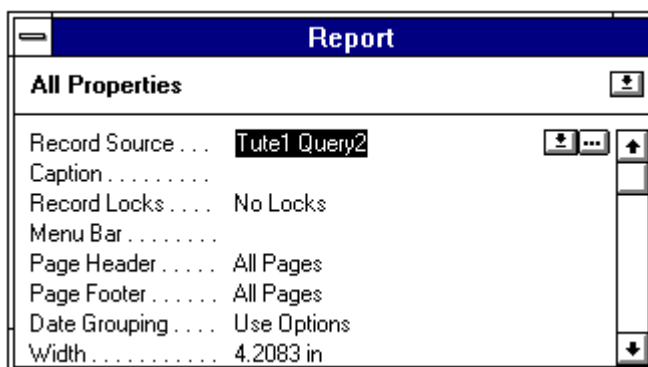 Report
All Properties
Record Source . . . Tute1 Query2
Caption . . . . . . . . .
Record Locks . . . . No Locks
Menu Bar . . . . . . . .
Page Header . . . . . All Pages
Page Footer . . . . . . All Pages
Date Grouping . . . . Use Options
Width . . . . . . . . . . . 4.2083 in